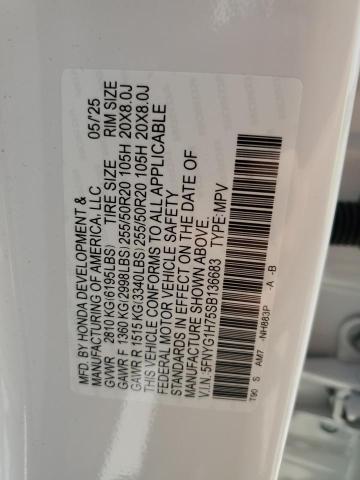 MFD. BY HONDA DEVELOPMENT & 05/'25
MANUFACTURING OF AMERICA, LLC
GVWR 2810 KG(6195LBS) TIRE SIZE RIM SIZE
GAWR F 1360 KG(2998LBS) 255/50R20 105H 20X8.0J
GAWR R 1515 KG(3340LBS) 255/50R20 105H 20X8.0J
THIS VEHICLE CONFORMS TO ALL APPLICABLE
FEDERAL MOTOR VEHICLE SAFETY
STANDARDS IN EFFECT ON THE DATE OF
MANUFACTURE SHOWN ABOVE.
V.I.N.:5FNYG1H75SB136683 TYPE:MPV
T90 S AM7 -NH883P -A -B